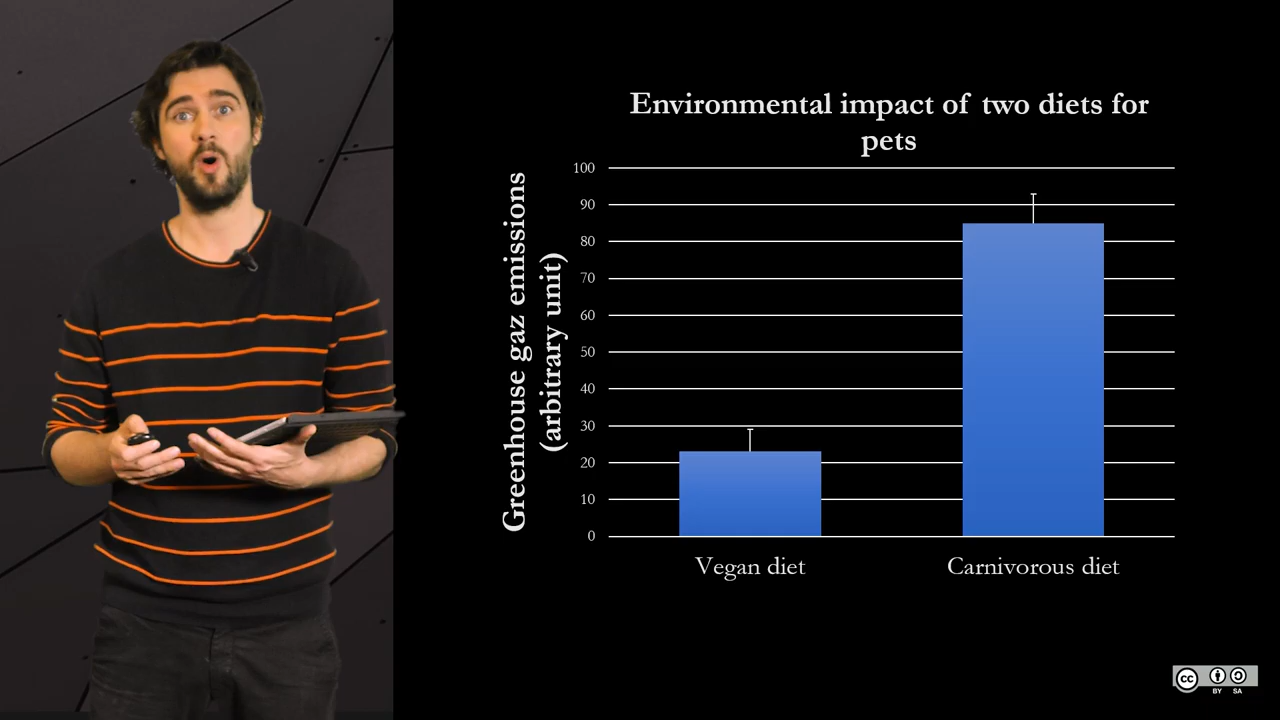 Environmental impact of two diets for
pets
Greenhouse gaz emissions
(arbitrary unit)
100
90
80
70
60
50
40
30
20
10
0
Vegan diet
Carnivorous diet
cc
BY SA